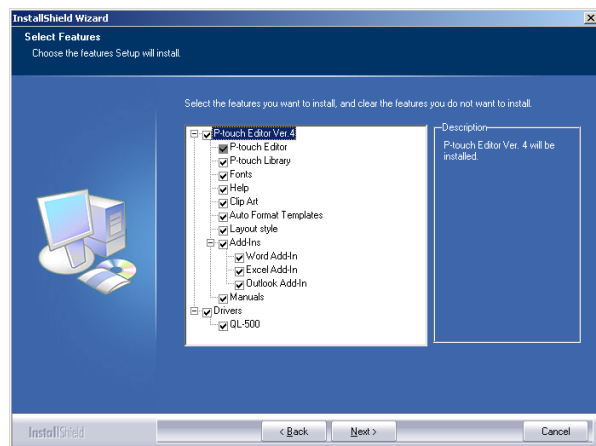 InstallShield Wizard
Select Features
Choose the features Setup will install.
Select the features you want to install, and clear the features you do not want to install.
P-touch Editor Ver.4
P-touch Editor
P-touch Library
Fonts
Help
Clip Art
Auto Format Templates
Layout style
Add-Ins
Word Add-In
Excel Add-In
Outlook Add-In
Manuals
Drivers
QL-500
Description
P-touch Editor Ver. 4 will be
installed.
InstallShield
< Back
Next >
Cancel